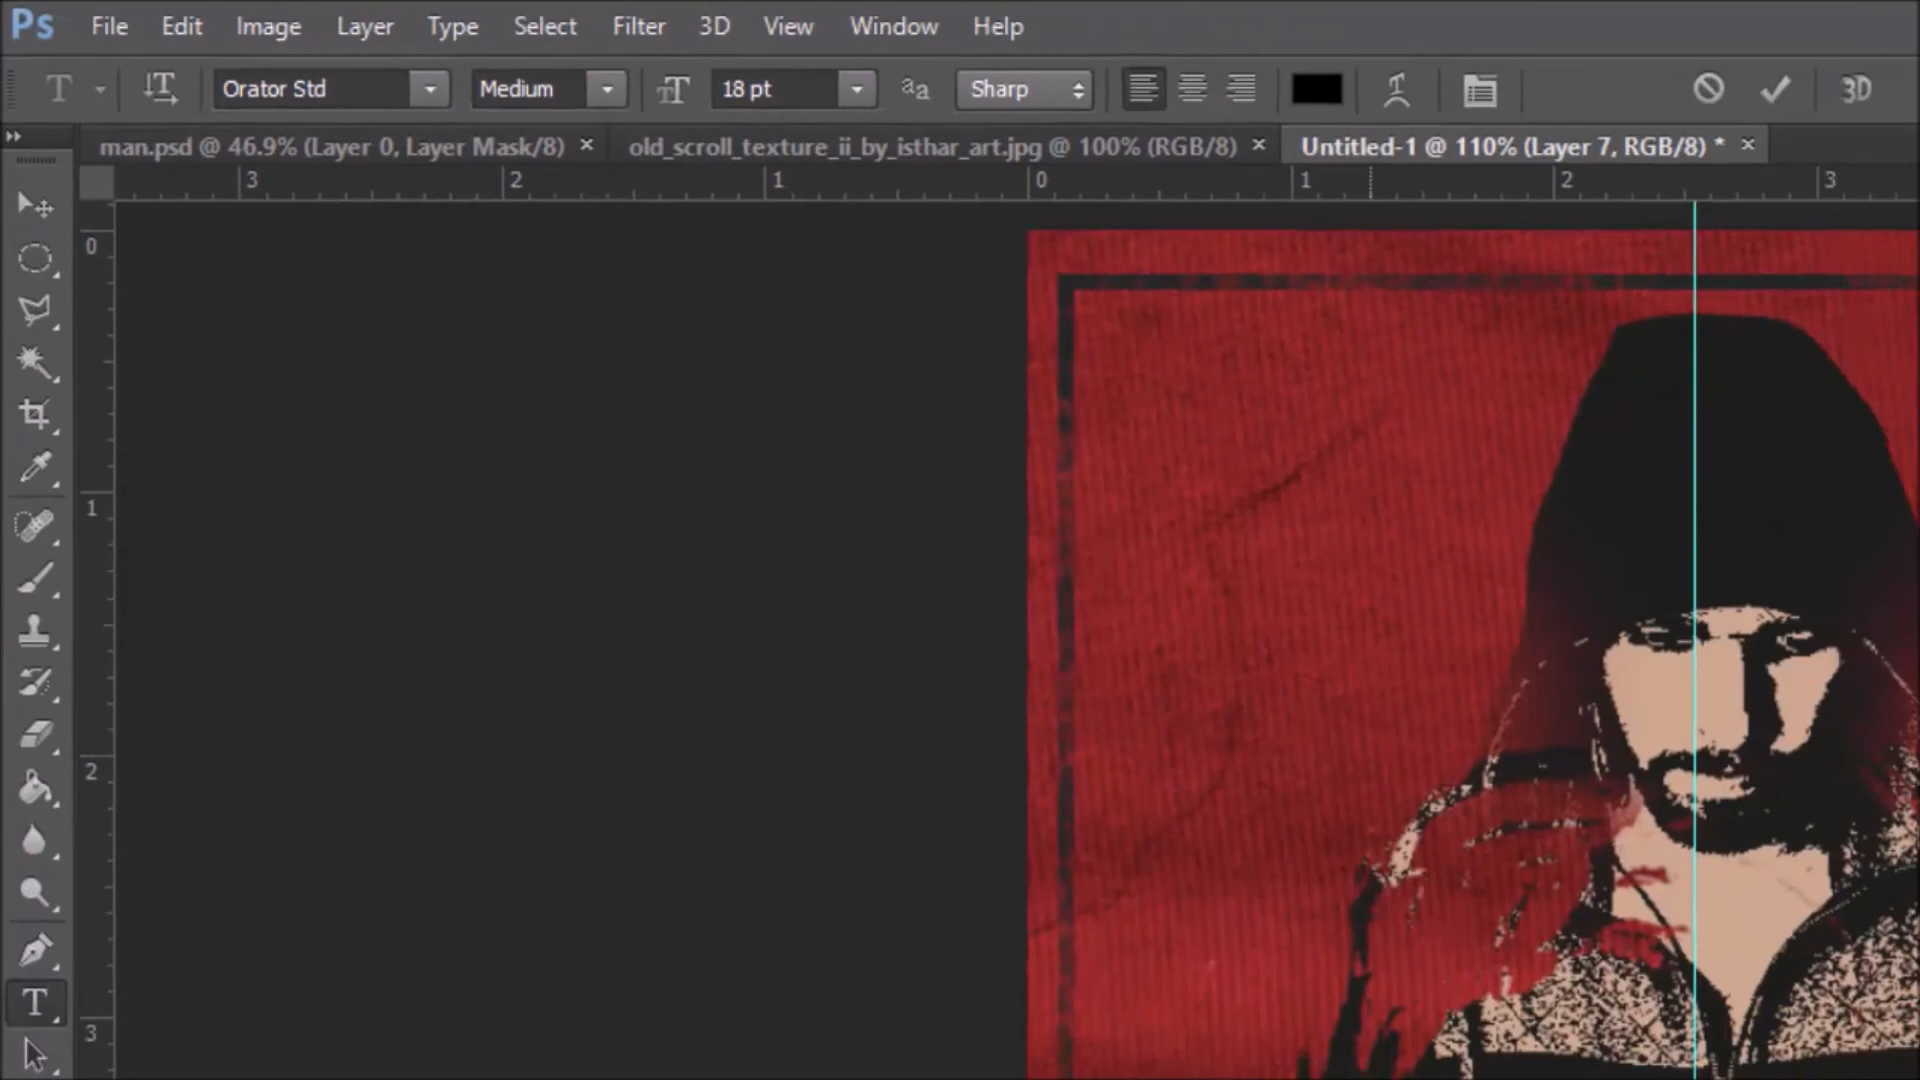 Ps File Edit Image Layer Type Select Filter 3D View Window Help
T T Orator Std Medium TT 18 pt aa Sharp T 3D
man.psd @ 46.9% (Layer 0, Layer Mask/8) × old_scroll_texture_ii_by_isthar_art.jpg @ 100% (RGB/8) × Untitled-1 @ 110% (Layer 7, RGB/8) * ×
3 2 1 0 1 2 3
0
1
2
T
3